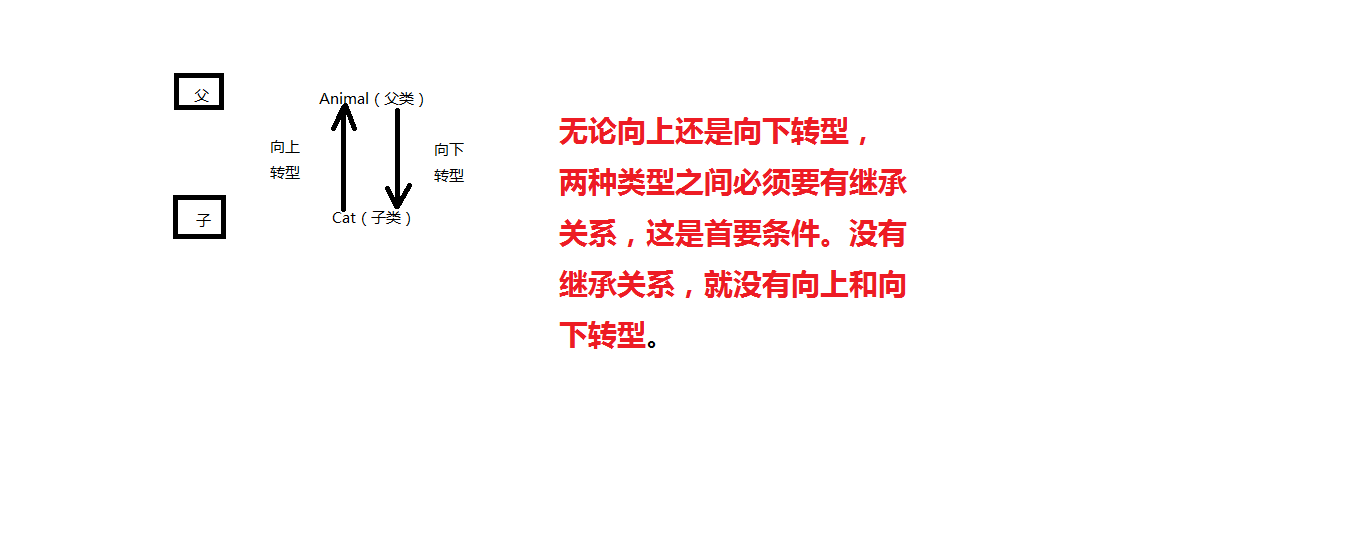 父
Animal（父类）
向上
转型
向下
转型
子
Cat（子类）
无论向上还是向下转型，
两种类型之间必须要有继承
关系，这是首要条件。没有
继承关系，就没有向上和向
下转型。